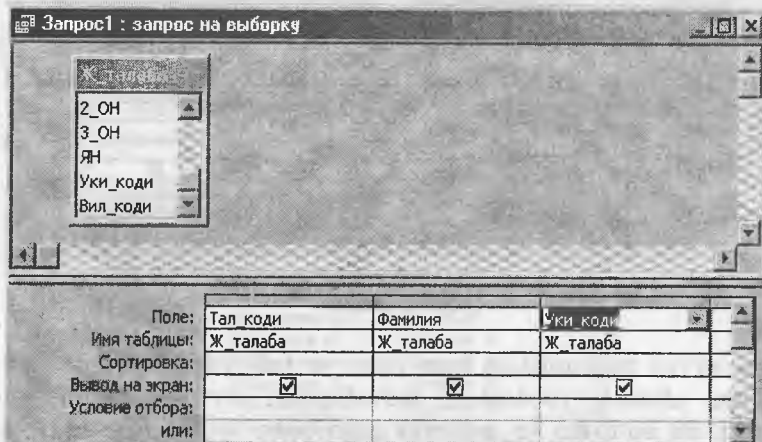 Запрос1 : запрос на выборку
Ж_талаба
2_ОН
3_ОН
ЯН
Уки_коди
Вил_коди
Поле: Тал_коди Фамилия Уки_коди
Имя таблицы: Ж_талаба Ж_талаба Ж_талаба
Сортировка:
Вывод на экран:
Условие отбора:
или: